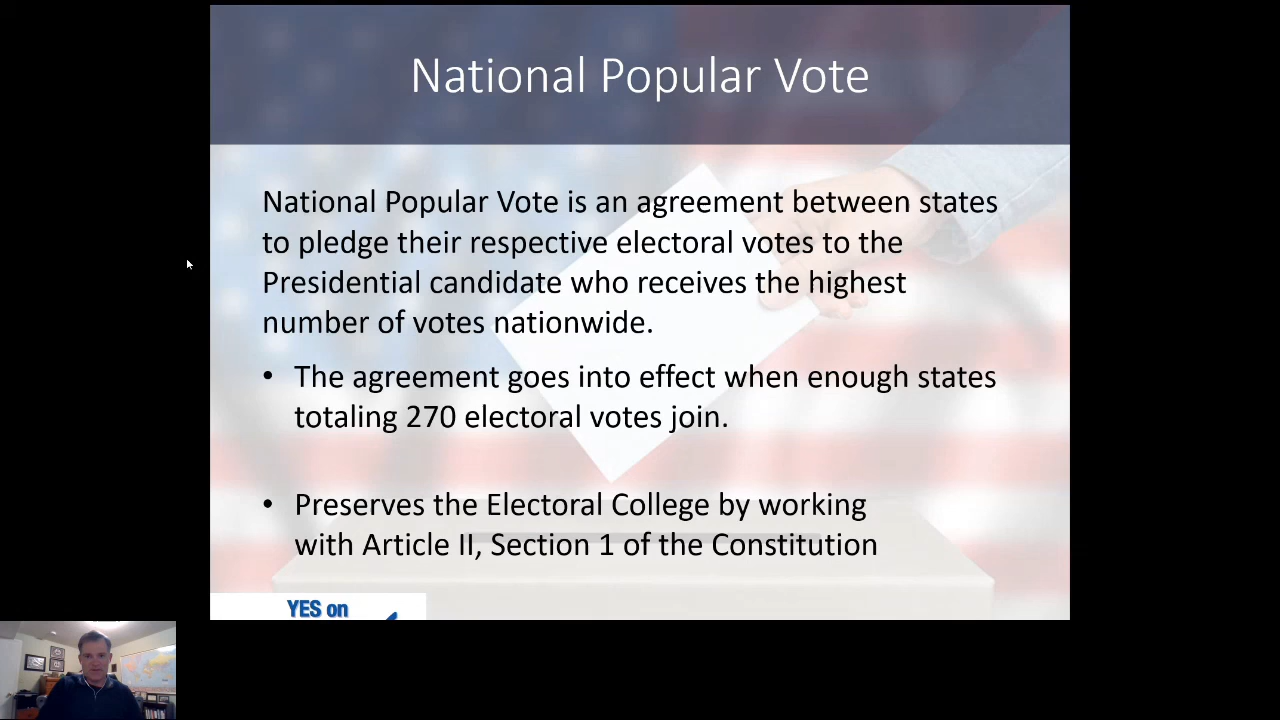 National Popular Vote
National Popular Vote is an agreement between states
to pledge their respective electoral votes to the
Presidential candidate who receives the highest
number of votes nationwide.
• The agreement goes into effect when enough states
totaling 270 electoral votes join.
• Preserves the Electoral College by working
with Article II, Section 1 of the Constitution
YES on